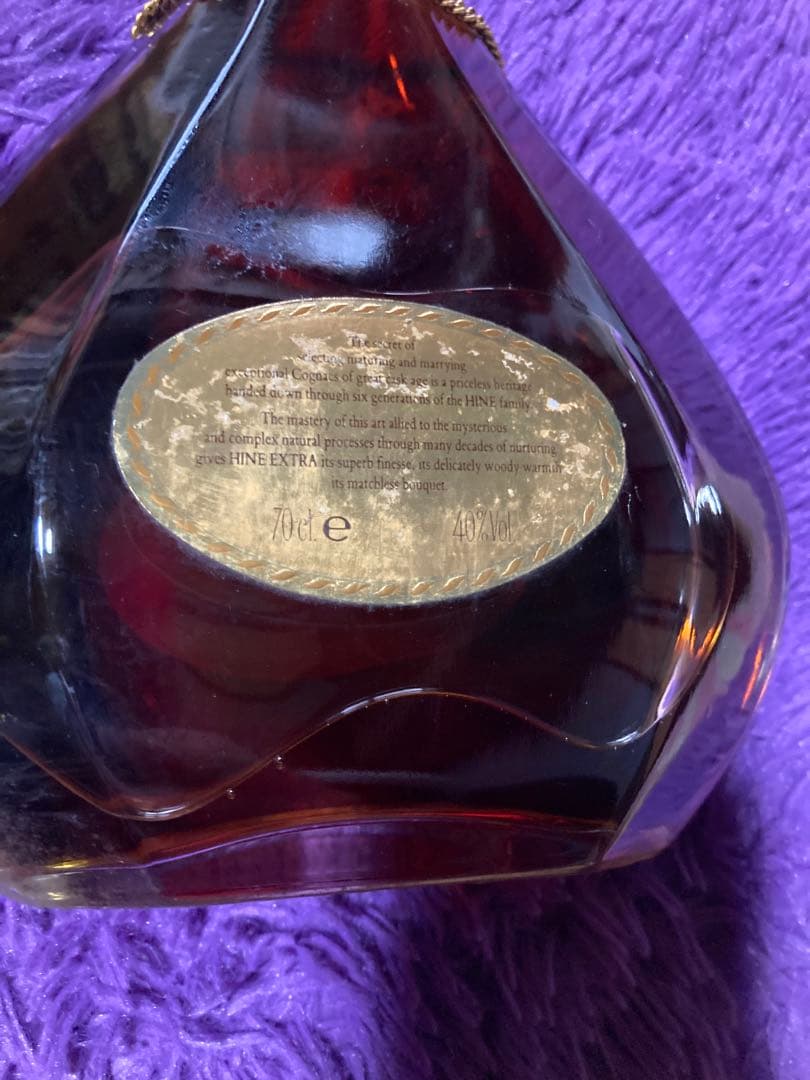 The secret of
selecting, maturing and marrying
exceptional Cognacs of great cask age is a priceless heritage
handed down through six generations of the HINE family.
The mastery of this art allied to the mysterious
and complex natural processes through many decades of nurturing
gives HINE EXTRA its superb finesse, its delicately woody warmth
its matchless bouquet.
70 cl. e 40%Vol